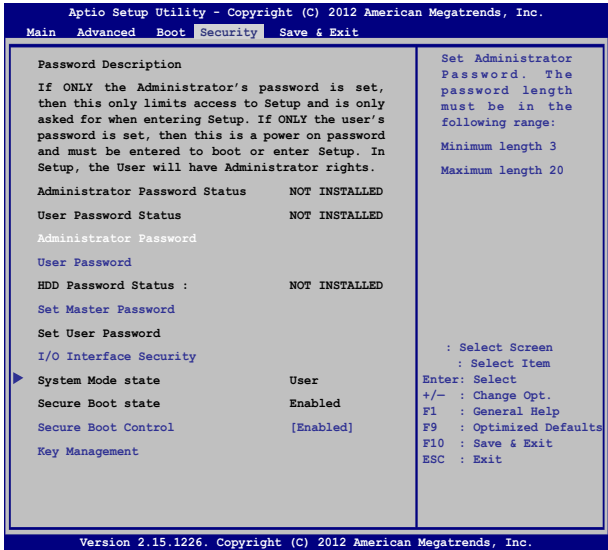 Aptio Setup Utility - Copyright (C) 2012 American Megatrends, Inc.
Main Advanced Boot Security Save & Exit
Password Description
If ONLY the Administrator's password is set,
then this only limits access to Setup and is only
asked for when entering Setup. If ONLY the user's
password is set, then this is a power on password
and must be entered to boot or enter Setup. In
Setup, the User will have Administrator rights.
Administrator Password Status NOT INSTALLED
User Password Status NOT INSTALLED
Administrator Password
User Password
HDD Password Status : NOT INSTALLED
Set Master Password
Set User Password
I/O Interface Security
System Mode state User
Secure Boot state Enabled
Secure Boot Control [Enabled]
Key Management
Set Administrator
Password. The
password length
must be in the
following range:
Minimum length 3
Maximum length 20
: Select Screen
: Select Item
Enter: Select
+/— : Change Opt.
F1 : General Help
F9 : Optimized Defaults
F10 : Save & Exit
ESC : Exit
Version 2.15.1226. Copyright (C) 2012 American Megatrends, Inc.